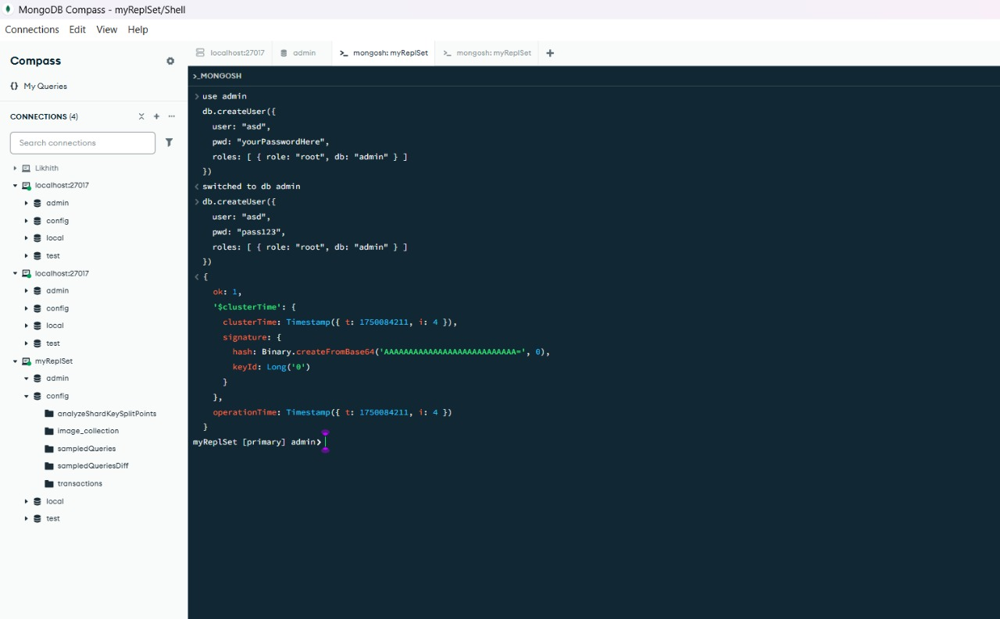 MongoDB Compass - myReplSet/Shell
Connections Edit View Help
Compass
{} My Queries
CONNECTIONS (4)
Search connections
Likhith
localhost:27017
admin
config
local
test
localhost:27017
admin
config
local
test
myReplSet
admin
config
analyzeShardKeySplitPoints
image_collection
sampledQueries
sampledQueriesDiff
transactions
local
test
localhost:27017 admin >_ mongosh: myReplSet >_ mongosh: myReplSet +
>_MONGOSH
> use admin
db.createUser({
user: "asd",
pwd: "yourPasswordHere",
roles: [ { role: "root", db: "admin" } ]
})
< switched to db admin
> db.createUser({
user: "asd",
pwd: "pass123",
roles: [ { role: "root", db: "admin" } ]
})
< {
ok: 1,
'$clusterTime': {
clusterTime: Timestamp({ t: 1750084211, i: 4 }),
signature: {
hash: Binary.createFromBase64('AAAAAAAAAAAAAAAAAAAAAAAAAAA=', 0),
keyId: Long('0')
}
},
operationTime: Timestamp({ t: 1750084211, i: 4 })
}
myReplSet [primary] admin>